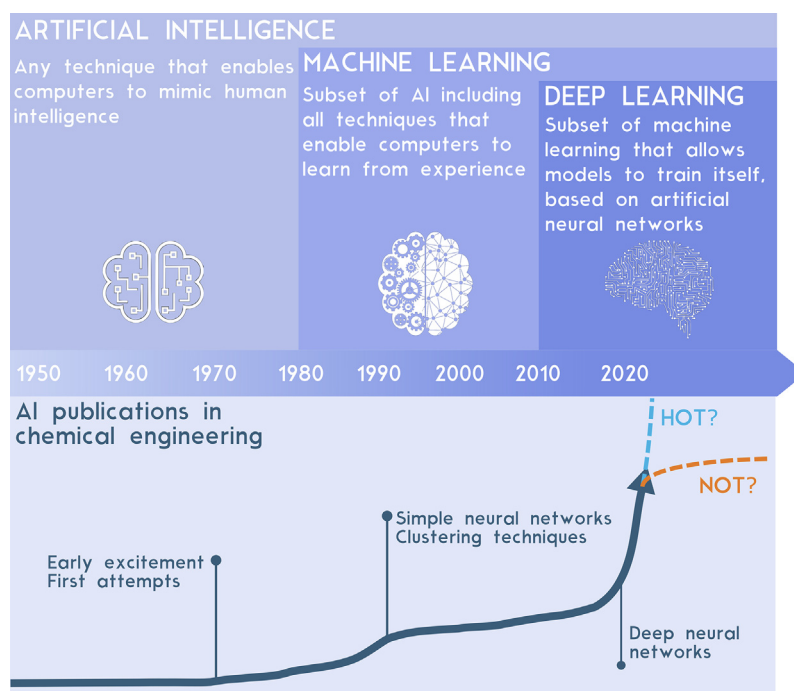 ARTIFICIAL INTELLIGENCE
Any technique that enables
computers to mimic human
intelligence
MACHINE LEARNING
Subset of AI including
all techniques that
enable computers to
learn from experience
DEEP LEARNING
Subset of machine
learning that allows
models to train itself,
based on artificial
neural networks
1950 1960 1970 1980 1990 2000 2010 2020
AI publications in
chemical engineering
HOT?
NOT?
Simple neural networks
Clustering techniques
Early excitement
First attempts
Deep neural
networks